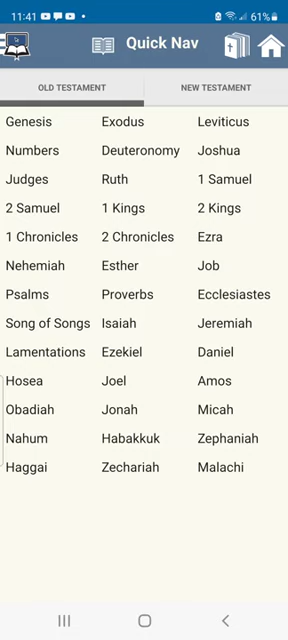 11:41 61%
Quick Nav
OLD TESTAMENT NEW TESTAMENT
Genesis Exodus Leviticus
Numbers Deuteronomy Joshua
Judges Ruth 1 Samuel
2 Samuel 1 Kings 2 Kings
1 Chronicles 2 Chronicles Ezra
Nehemiah Esther Job
Psalms Proverbs Ecclesiastes
Song of Songs Isaiah Jeremiah
Lamentations Ezekiel Daniel
Hosea Joel Amos
Obadiah Jonah Micah
Nahum Habakkuk Zephaniah
Haggai Zechariah Malachi